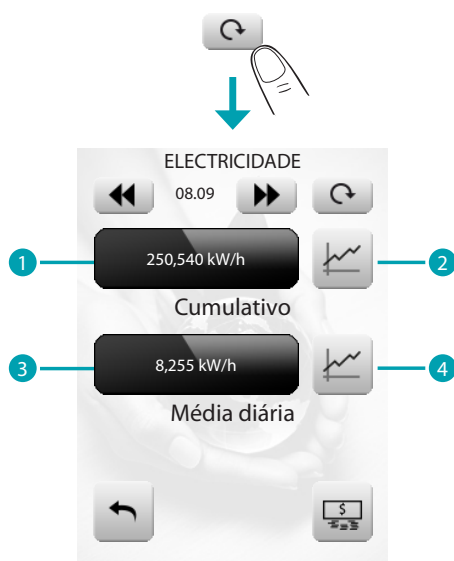 ELECTRICIDADE
08.09
1
250,540 kW/h
2
Cumulativo
3
8,255 kW/h
4
Média diária
$